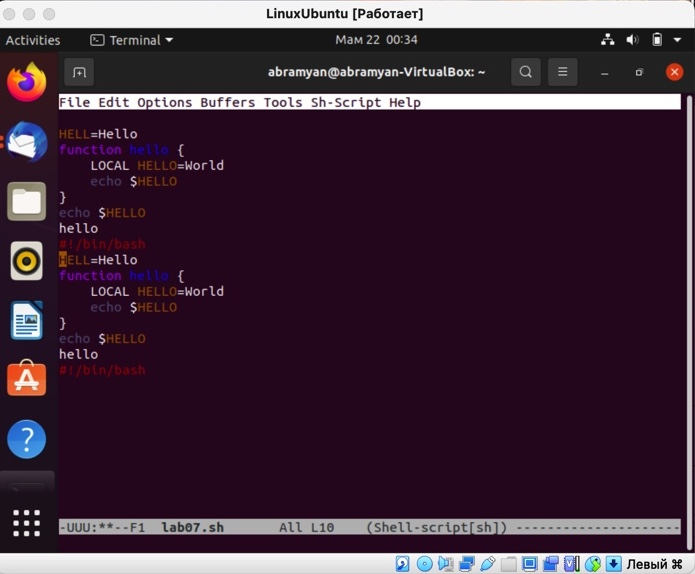 LinuxUbuntu [Работает]
Activities
Terminal
Мам 22 00:34
abramyan@abramyan-VirtualBox: ~
File Edit Options Buffers Tools Sh-Script Help
HELL=Hello
function hello {
    LOCAL HELLO=World
    echo $HELLO
}
echo $HELLO
hello
#!/bin/bash
HELL=Hello
function hello {
    LOCAL HELLO=World
    echo $HELLO
}
echo $HELLO
hello
#!/bin/bash
-UUU:**--F1  lab07.sh       All L10    (Shell-script[sh]) ---------------------
Левый ⌘